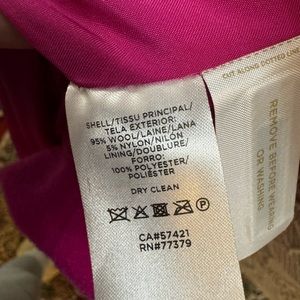 SHELL/TISSU PRINCIPAL/
TELA EXTERIOR:
95% WOOL/LAINE/LANA
5% NYLON/NILÓN
LINING/DOUBLURE/
FORRO:
100% POLYESTER/
POLIÉSTER
DRY CLEAN
P
CA#57421
RN#77379
CUT ALONG DOTTED LINE
REMOVE BEFORE WEARING
OR WASHING